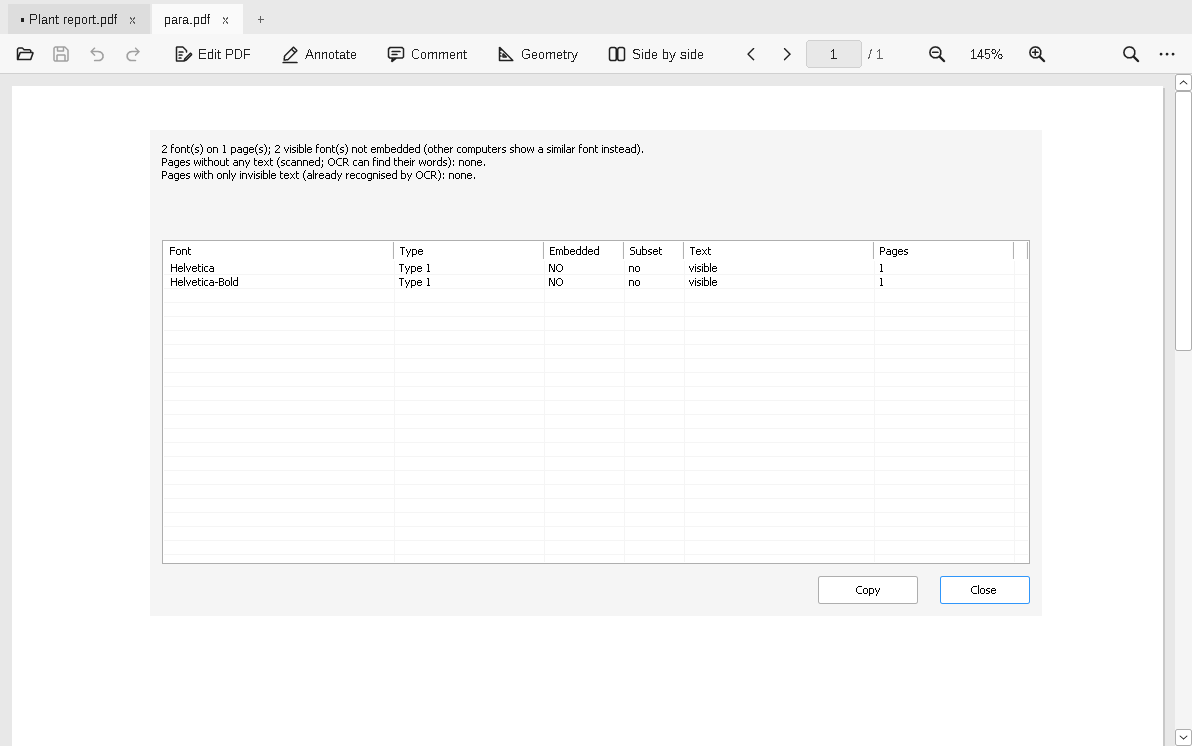 ▪ Plant report.pdf x para.pdf x +
Edit PDF Annotate Comment Geometry Side by side 1 / 1 145%
2 font(s) on 1 page(s); 2 visible font(s) not embedded (other computers show a similar font instead).
Pages without any text (scanned; OCR can find their words): none.
Pages with only invisible text (already recognised by OCR): none.
Font Type Embedded Subset Text Pages
Helvetica Type 1 NO no visible 1
Helvetica-Bold Type 1 NO no visible 1
Copy Close